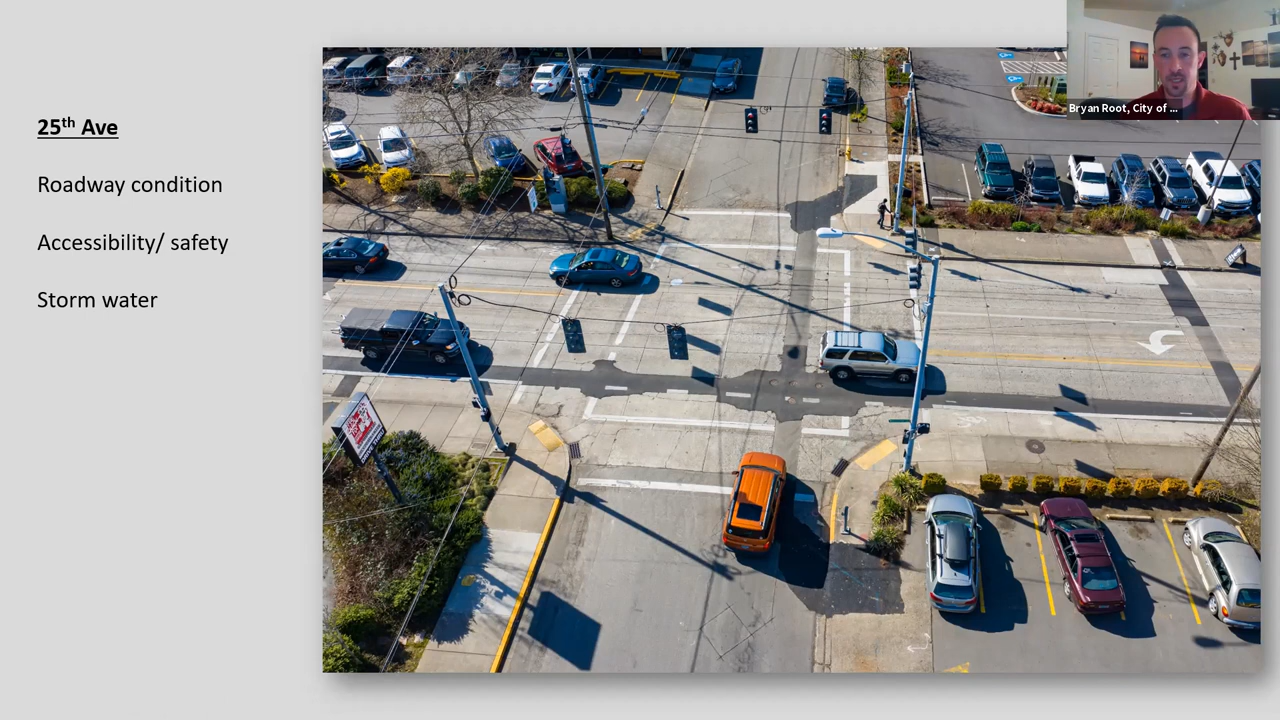 25th Ave
Roadway condition
Accessibility/ safety
Storm water
Bryan Root, City of ...